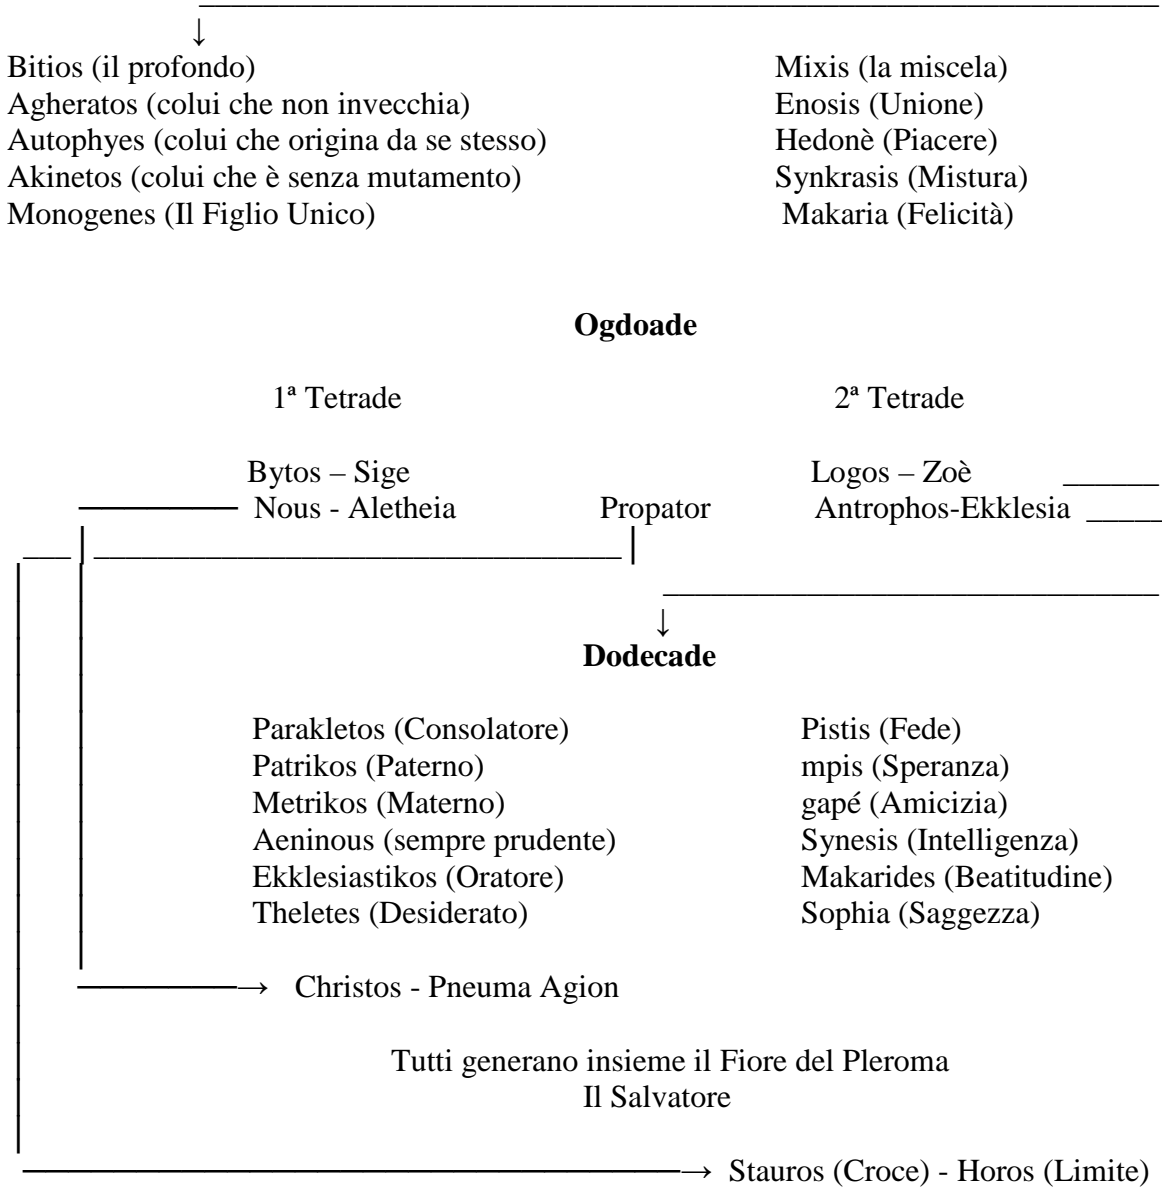 Bitios (il profondo) Mixis (la miscela)
Agheratos (colui che non invecchia) Enosis (Unione)
Autophyes (colui che origina da se stesso) Hedonè (Piacere)
Akinetos (colui che è senza mutamento) Synkrasis (Mistura)
Monogenes (Il Figlio Unico) Makaria (Felicità)
Ogdoade
1ª Tetrade 2ª Tetrade
Bytos – Sige Logos – Zoè
Nous - Aletheia Propator Antrophos-Ekklesia
Dodecade
Parakletos (Consolatore) Pistis (Fede)
Patrikos (Paterno) mpis (Speranza)
Metrikos (Materno) gapé (Amicizia)
Aeninous (sempre prudente) Synesis (Intelligenza)
Ekklesiastikos (Oratore) Makarides (Beatitudine)
Theletes (Desiderato) Sophia (Saggezza)
Christos - Pneuma Agion
Tutti generano insieme il Fiore del Pleroma
Il Salvatore
Stauros (Croce) - Horos (Limite)